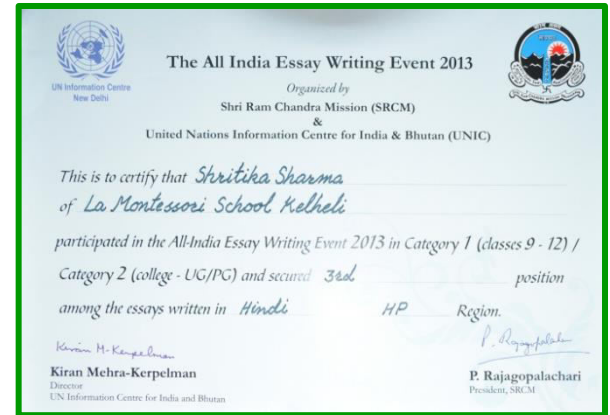 UN Information Centre
New Delhi
The All India Essay Writing Event 2013
Organized by
Shri Ram Chandra Mission (SRCM)
&
United Nations Information Centre for India & Bhutan (UNIC)
This is to certify that Shritika Sharma
of La Montessori School Kelheli
participated in the All-India Essay Writing Event 2013 in Category 1 (classes 9 - 12) /
Category 2 (college - UG/PG) and secured 3rd position
among the essays written in Hindi HP Region.
Kiran M-Kerpelman
P. Rajagopalachari
Kiran Mehra-Kerpelman
Director
UN Information Centre for India and Bhutan
P. Rajagopalachari
President, SRCM